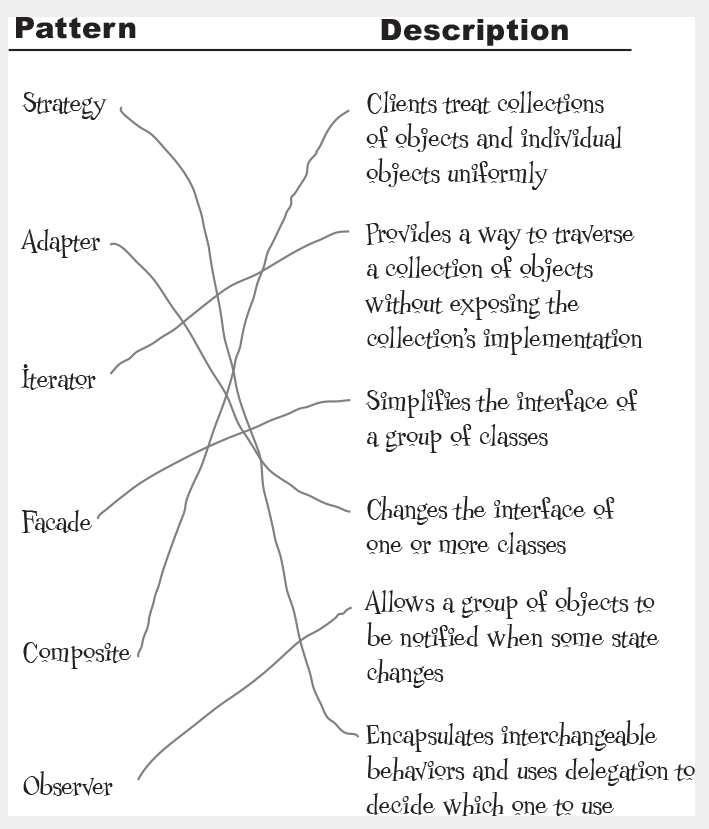 Pattern
Description
Strategy
Clients treat collections
of objects and individual
objects uniformly
Adapter
Provides a way to traverse
a collection of objects
without exposing the
collection's implementation
Iterator
Simplifies the interface of
a group of classes
Facade
Changes the interface of
one or more classes
Composite
Allows a group of objects to
be notified when some state
changes
Observer
Encapsulates interchangeable
behaviors and uses delegation to
decide which one to use